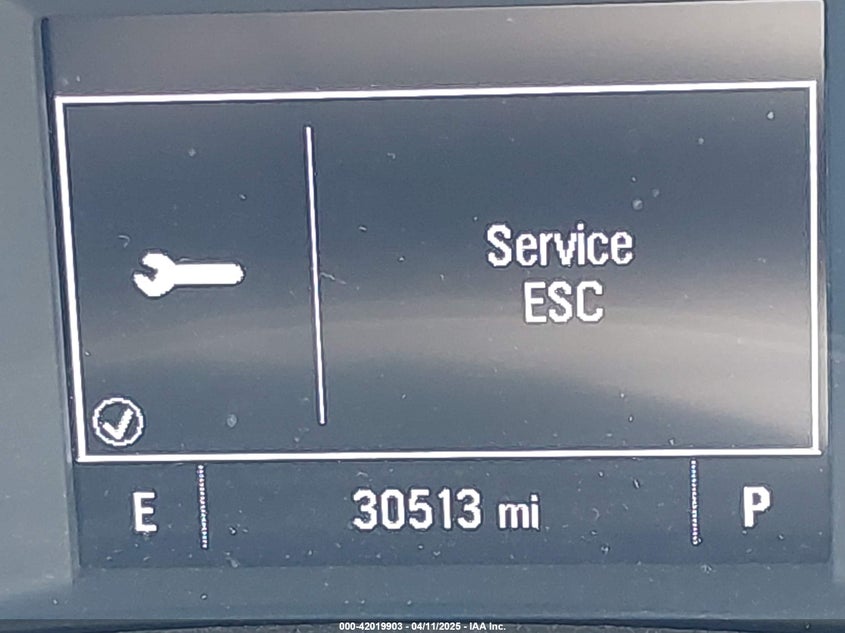 Service
ESC
E 30513 mi P
000-42019903 - 04/11/2025 - IAA Inc.